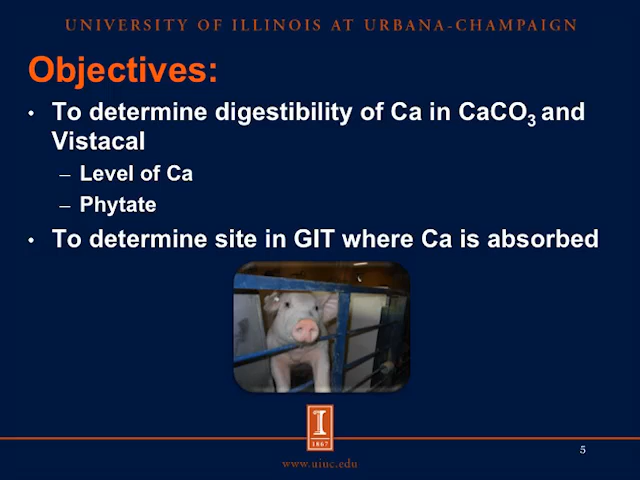 UNIVERSITY OF ILLINOIS AT URBANA-CHAMPAIGN
Objectives:
• To determine digestibility of Ca in CaCO₃ and
Vistacal
– Level of Ca
– Phytate
• To determine site in GIT where Ca is absorbed
I
1867
5
www.uiuc.edu